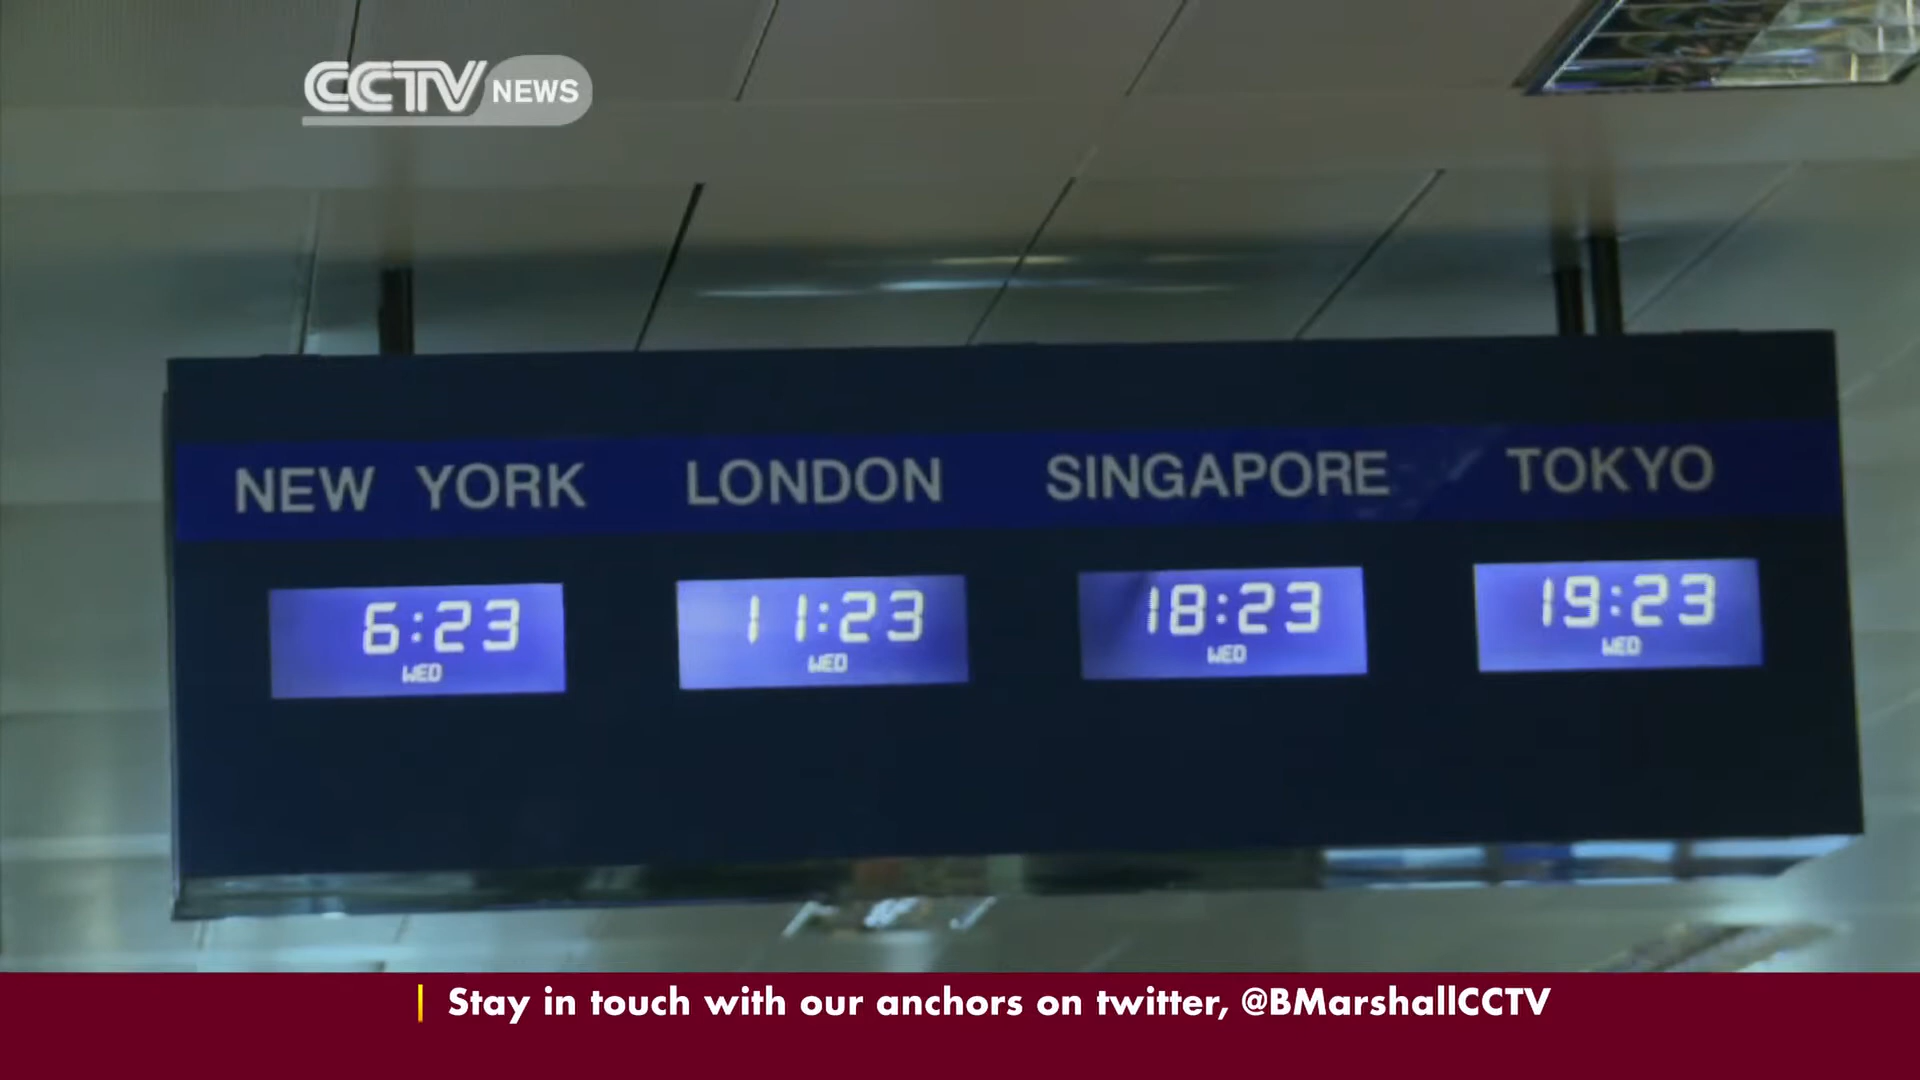 CCTV NEWS
NEW YORK LONDON SINGAPORE TOKYO
6:23 11:23 18:23 19:23
WED WED WED WED
Stay in touch with our anchors on twitter, @BMarshallCCTV